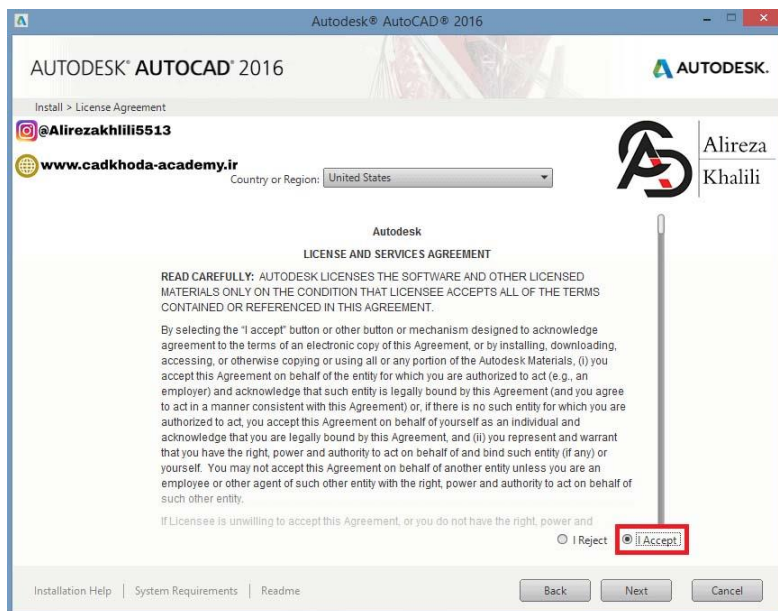 Autodesk® AutoCAD® 2016
AUTODESK® AUTOCAD® 2016
AUTODESK.
Install > License Agreement
@Alirezakhlili5513
www.cadkhoda-academy.ir
Alireza
Khalili
Country or Region: United States
Autodesk
LICENSE AND SERVICES AGREEMENT
READ CAREFULLY: AUTODESK LICENSES THE SOFTWARE AND OTHER LICENSED
MATERIALS ONLY ON THE CONDITION THAT LICENSEE ACCEPTS ALL OF THE TERMS
CONTAINED OR REFERENCED IN THIS AGREEMENT.
By selecting the "I accept" button or other button or mechanism designed to acknowledge
agreement to the terms of an electronic copy of this Agreement, or by installing, downloading,
accessing, or otherwise copying or using all or any portion of the Autodesk Materials, (i) you
accept this Agreement on behalf of the entity for which you are authorized to act (e.g., an
employer) and acknowledge that such entity is legally bound by this Agreement (and you agree
to act in a manner consistent with this Agreement) or, if there is no such entity for which you are
authorized to act, you accept this Agreement on behalf of yourself as an individual and
acknowledge that you are legally bound by this Agreement, and (ii) you represent and warrant
that you have the right, power and authority to act on behalf of and bind such entity (if any) or
yourself. You may not accept this Agreement on behalf of another entity unless you are an
employee or other agent of such other entity with the right, power and authority to act on behalf of
such other entity.
If Licensee is unwilling to accept this Agreement, or you do not have the right, power and
I Reject
I Accept
Installation Help | System Requirements | Readme
Back
Next
Cancel